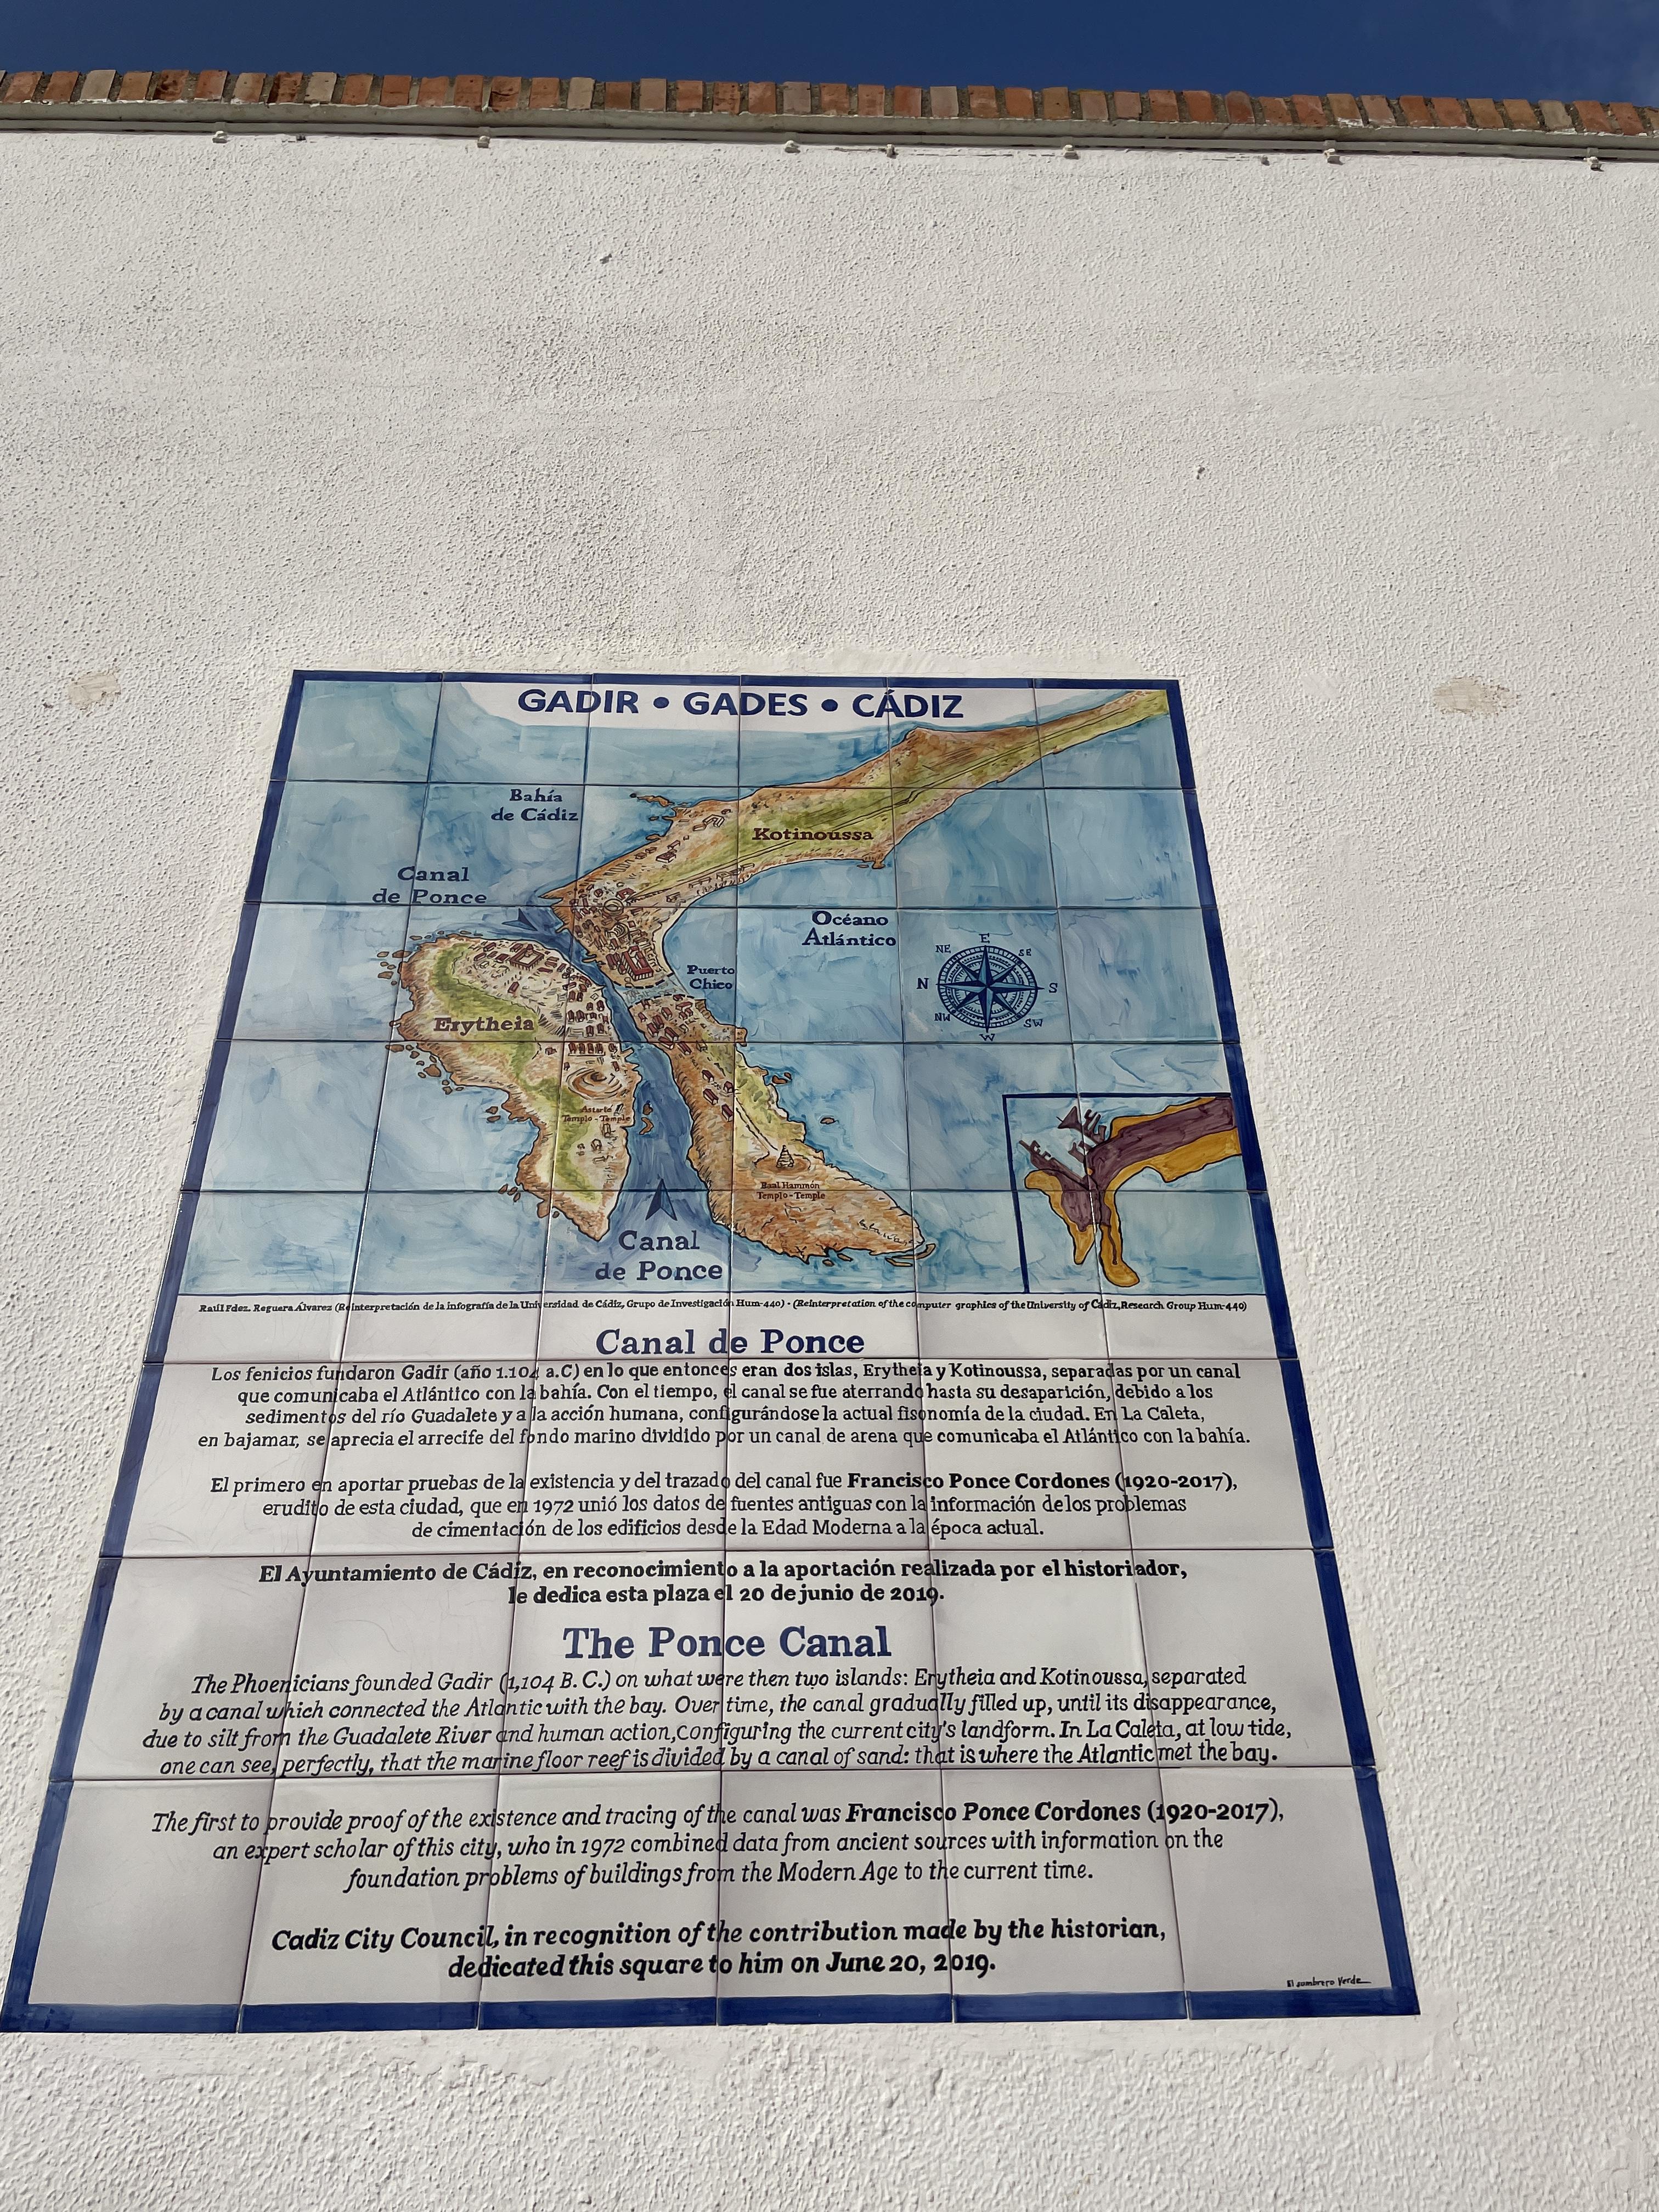 GADIR • GADES • CÁDIZ
Bahía
de Cádiz
Kotinoussa
Canal
de Ponce
Océano
Atlántico
E
NE
SE
N
S
NW
SW
W
Puerto
Chico
Erytheia
Astarté
Templo-Temple
Baal Hammón
Templo-Temple
Canal
de Ponce
Raúl Fdez. Reguera Álvarez (Reinterpretación de la infografía de la Universidad de Cádiz, Grupo de Investigación Hum-440) - (Reinterpretation of the computer graphics of the University of Cádiz, Research Group Hum-440)
Canal de Ponce
Los fenicios fundaron Gadir (año 1.104 a.C) en lo que entonces eran dos islas, Erytheia y Kotinoussa, separadas por un canal
que comunicaba el Atlántico con la bahía. Con el tiempo, el canal se fue aterrando hasta su desaparición, debido a los
sedimentos del río Guadalete y a la acción humana, configurándose la actual fisonomía de la ciudad. En La Caleta,
en bajamar, se aprecia el arrecife del fondo marino dividido por un canal de arena que comunicaba el Atlántico con la bahía.
El primero en aportar pruebas de la existencia y del trazado del canal fue Francisco Ponce Cordones (1920-2017),
erudito de esta ciudad, que en 1972 unió los datos de fuentes antiguas con la información de los problemas
de cimentación de los edificios desde la Edad Moderna a la época actual.
El Ayuntamiento de Cádiz, en reconocimiento a la aportación realizada por el historiador,
le dedica esta plaza el 20 de junio de 2019.
The Ponce Canal
The Phoenicians founded Gadir (1,104 B. C.) on what were then two islands: Erytheia and Kotinoussa, separated
by a canal which connected the Atlantic with the bay. Over time, the canal gradually filled up, until its disappearance,
due to silt from the Guadalete River and human action, configuring the current city's landform. In La Caleta, at low tide,
one can see, perfectly, that the marine floor reef is divided by a canal of sand: that is where the Atlantic met the bay.
The first to provide proof of the existence and tracing of the canal was Francisco Ponce Cordones (1920-2017),
an expert scholar of this city, who in 1972 combined data from ancient sources with information on the
foundation problems of buildings from the Modern Age to the current time.
Cadiz City Council, in recognition of the contribution made by the historian,
dedicated this square to him on June 20, 2019.
El sombrero Verde